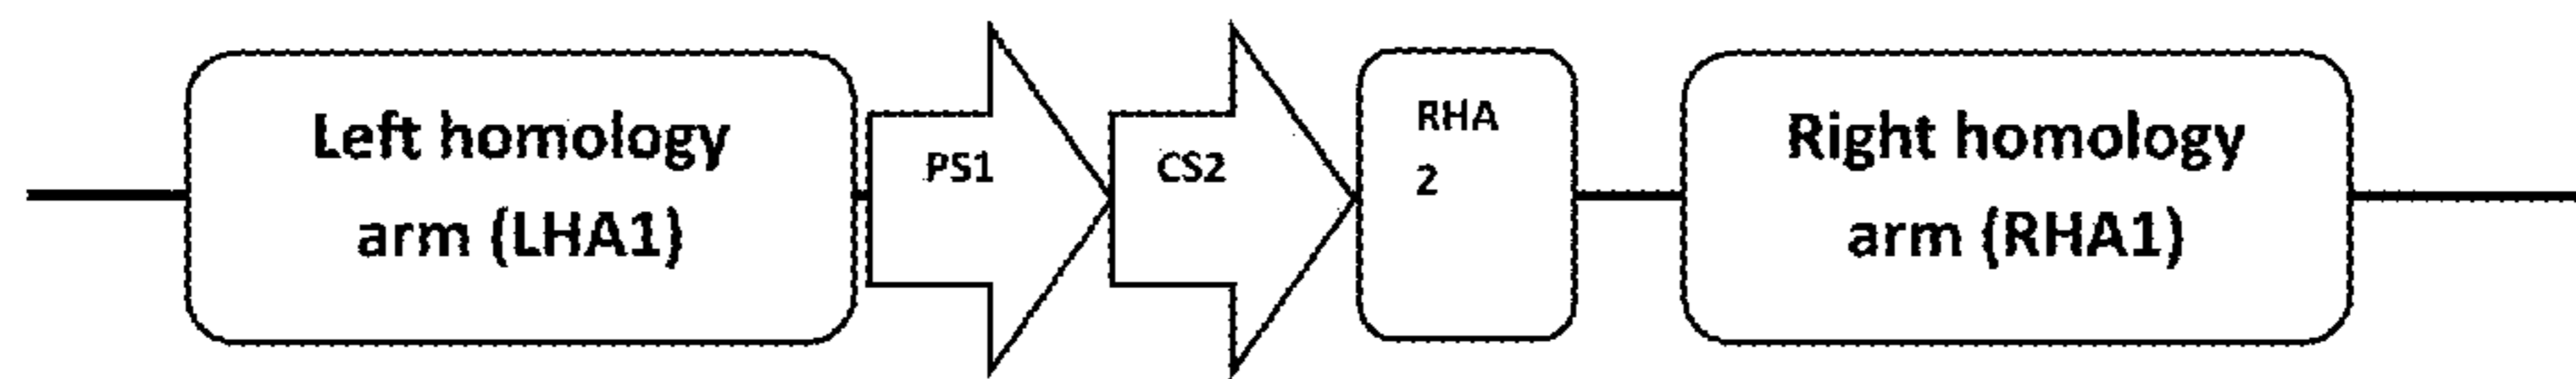 Left homology
arm (LHA1)
PS1
CS2
RHA
2
Right homology
arm (RHA1)